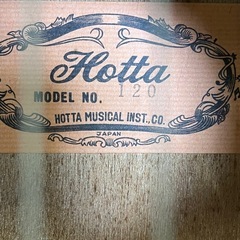 Hotta
MODEL NO. 120
HOTTA MUSICAL INST., CO.
JAPAN